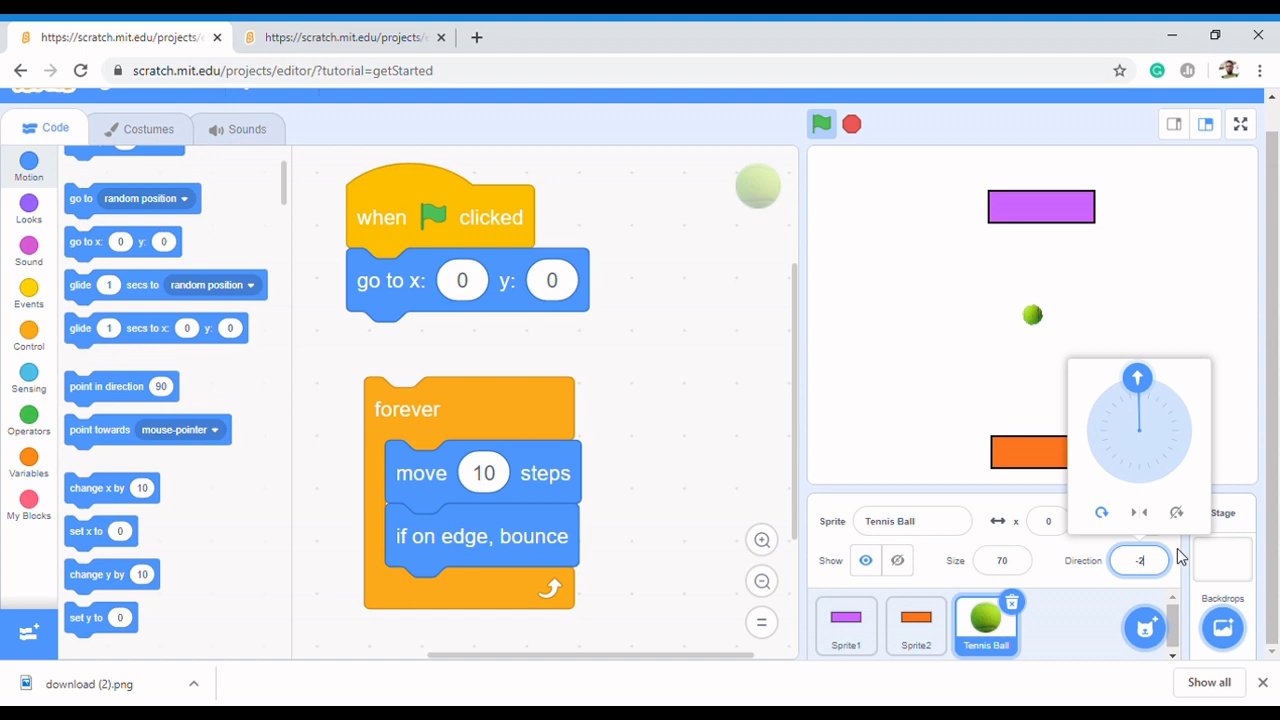 https://scratch.mit.edu/projects/
https://scratch.mit.edu/projects/
scratch.mit.edu/projects/editor/?tutorial=getStarted
Code
Costumes
Sounds
Motion
Looks
Sound
Events
Control
Sensing
Operators
Variables
My Blocks
go to random position
go to x: 0 y: 0
glide 1 secs to random position
glide 1 secs to x: 0 y: 0
point in direction 90
point towards mouse-pointer
change x by 10
set x to 0
change y by 10
set y to 0
when clicked
go to x: 0 y: 0
forever
move 10 steps
if on edge, bounce
Sprite Tennis Ball x 0
Show Size 70 Direction -2
Sprite1
Sprite2
Tennis Ball
Stage
Backdrops
download (2).png
Show all